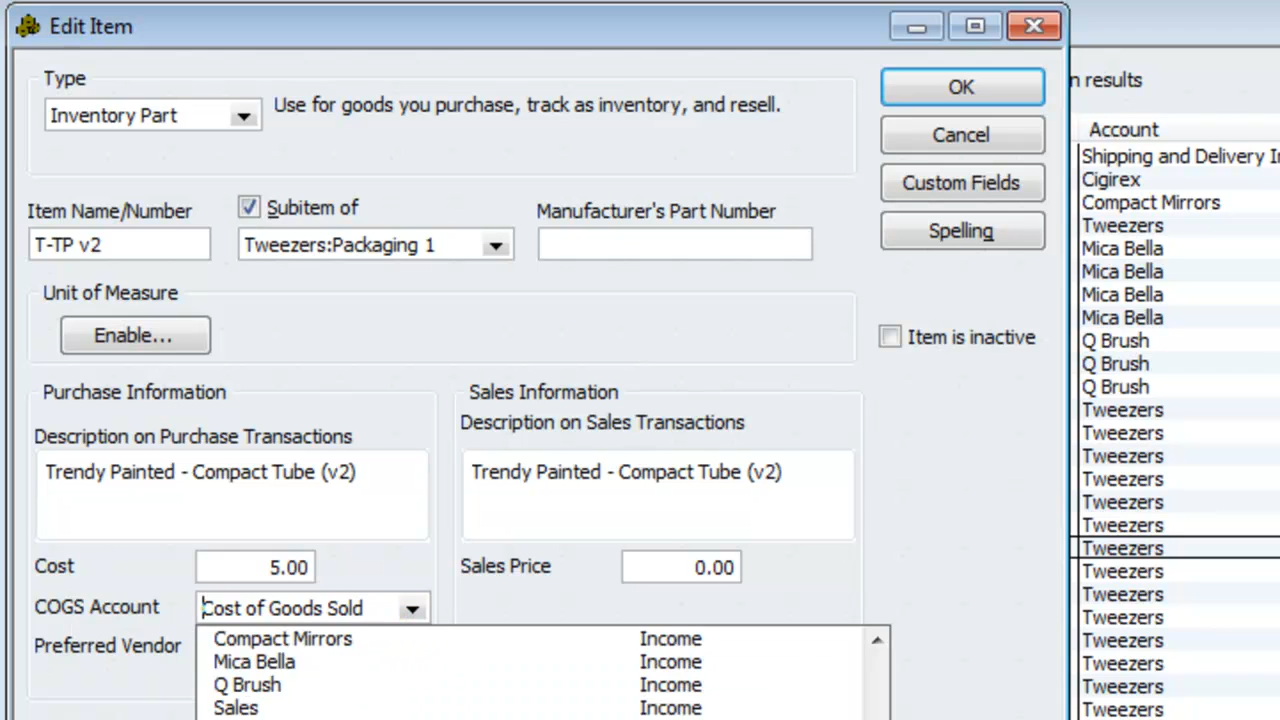 Edit Item
Type
Inventory Part
Use for goods you purchase, track as inventory, and resell.
OK
Cancel
Custom Fields
Spelling
Item Name/Number
Subitem of
Manufacturer's Part Number
T-TP v2
Tweezers:Packaging 1
Unit of Measure
Enable...
Item is inactive
Purchase Information
Description on Purchase Transactions
Trendy Painted - Compact Tube (v2)
Cost
5.00
COGS Account
Cost of Goods Sold
Preferred Vendor
Sales Information
Description on Sales Transactions
Trendy Painted - Compact Tube (v2)
Sales Price
0.00
Compact Mirrors Income
Mica Bella Income
Q Brush Income
Sales Income
n results
Account
Shipping and Delivery I
Cigirex
Compact Mirrors
Tweezers
Mica Bella
Mica Bella
Mica Bella
Mica Bella
Q Brush
Q Brush
Q Brush
Tweezers
Tweezers
Tweezers
Tweezers
Tweezers
Tweezers
Tweezers
Tweezers
Tweezers
Tweezers
Tweezers
Tweezers
Tweezers
Tweezers